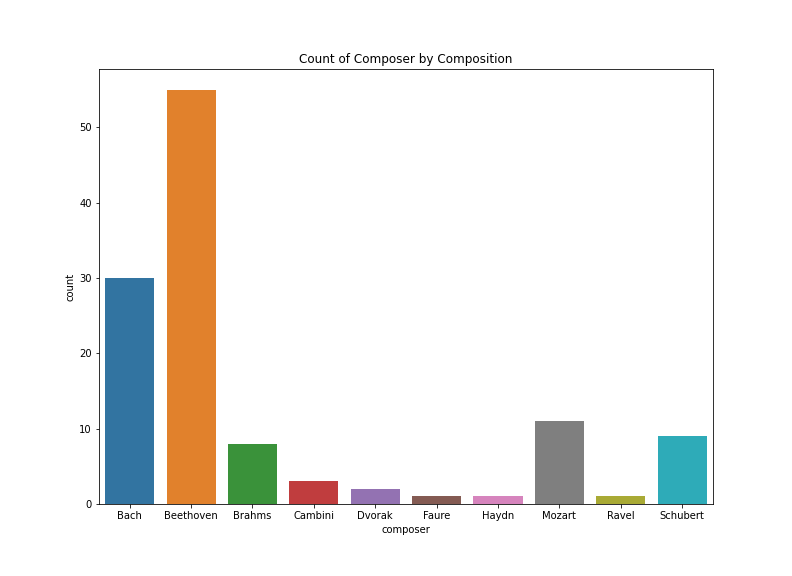 Count of Composer by Composition
50
40
30
20
10
0
count
Bach Beethoven Brahms Cambini Dvorak Faure Haydn Mozart Ravel Schubert
composer